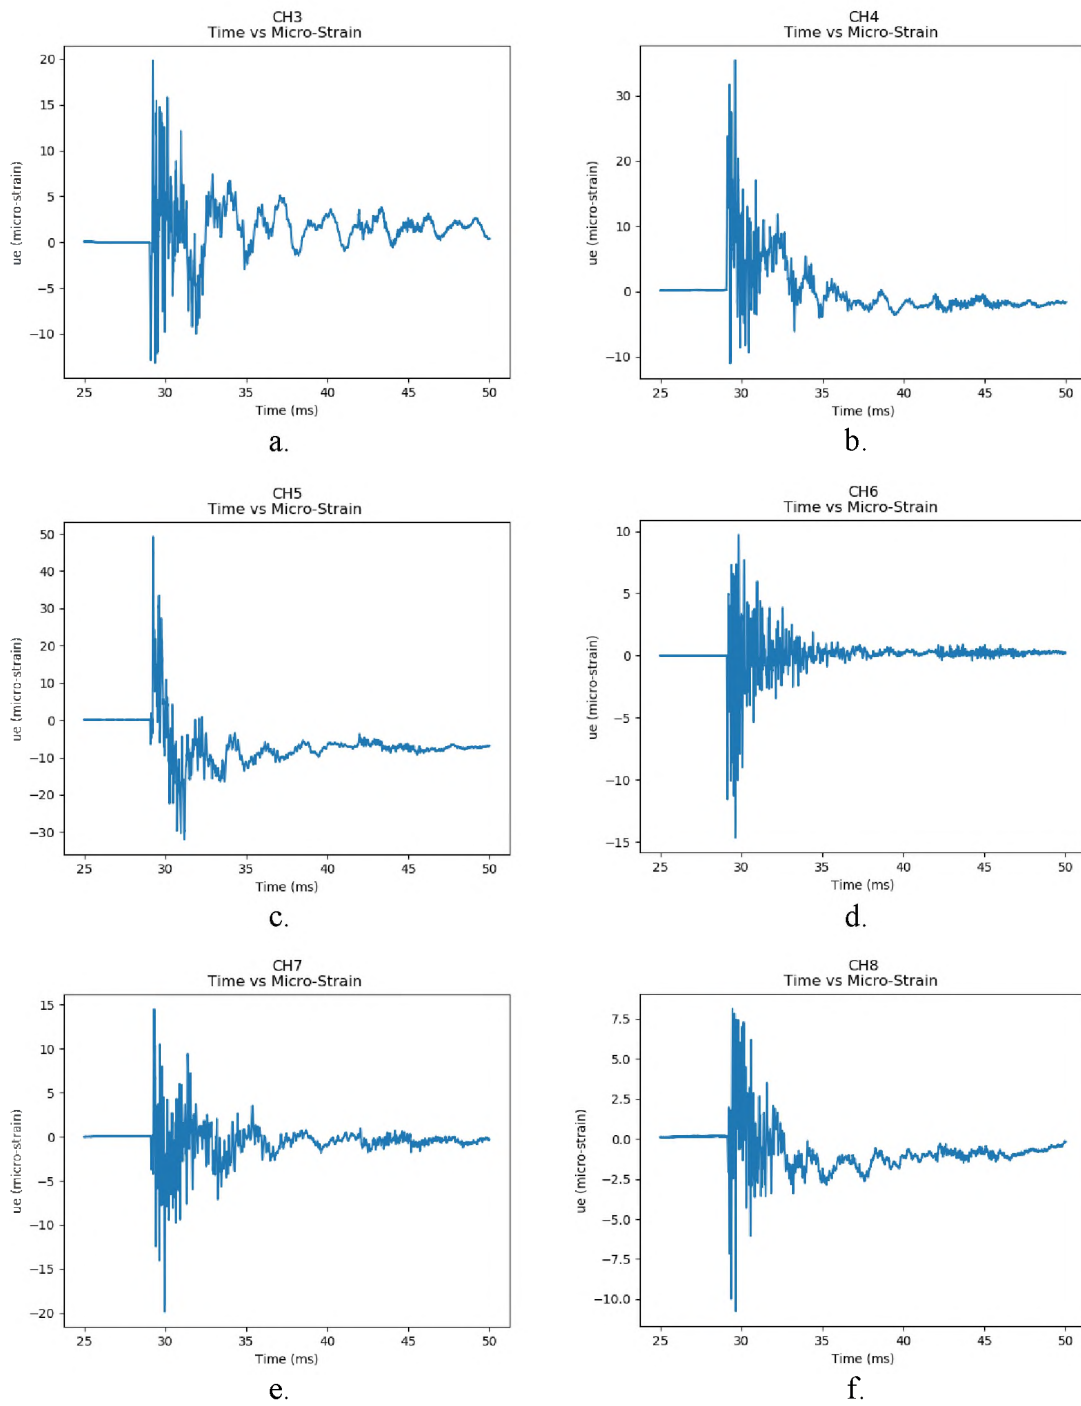 CH3
Time vs Micro-Strain
20
15
10
5
0
−5
−10
ue (micro-strain)
25 30 35 40 45 50
Time (ms)
a.
CH4
Time vs Micro-Strain
30
20
10
0
−10
ue (micro-strain)
25 30 35 40 45 50
Time (ms)
b.
CH5
Time vs Micro-Strain
50
40
30
20
10
0
−10
−20
−30
ue (micro-strain)
25 30 35 40 45 50
Time (ms)
c.
CH6
Time vs Micro-Strain
10
5
0
−5
−10
−15
ue (micro-strain)
25 30 35 40 45 50
Time (ms)
d.
CH7
Time vs Micro-Strain
15
10
5
0
−5
−10
−15
−20
ue (micro-strain)
25 30 35 40 45 50
Time (ms)
e.
CH8
Time vs Micro-Strain
7.5
5.0
2.5
0.0
−2.5
−5.0
−7.5
−10.0
ue (micro-strain)
25 30 35 40 45 50
Time (ms)
f.